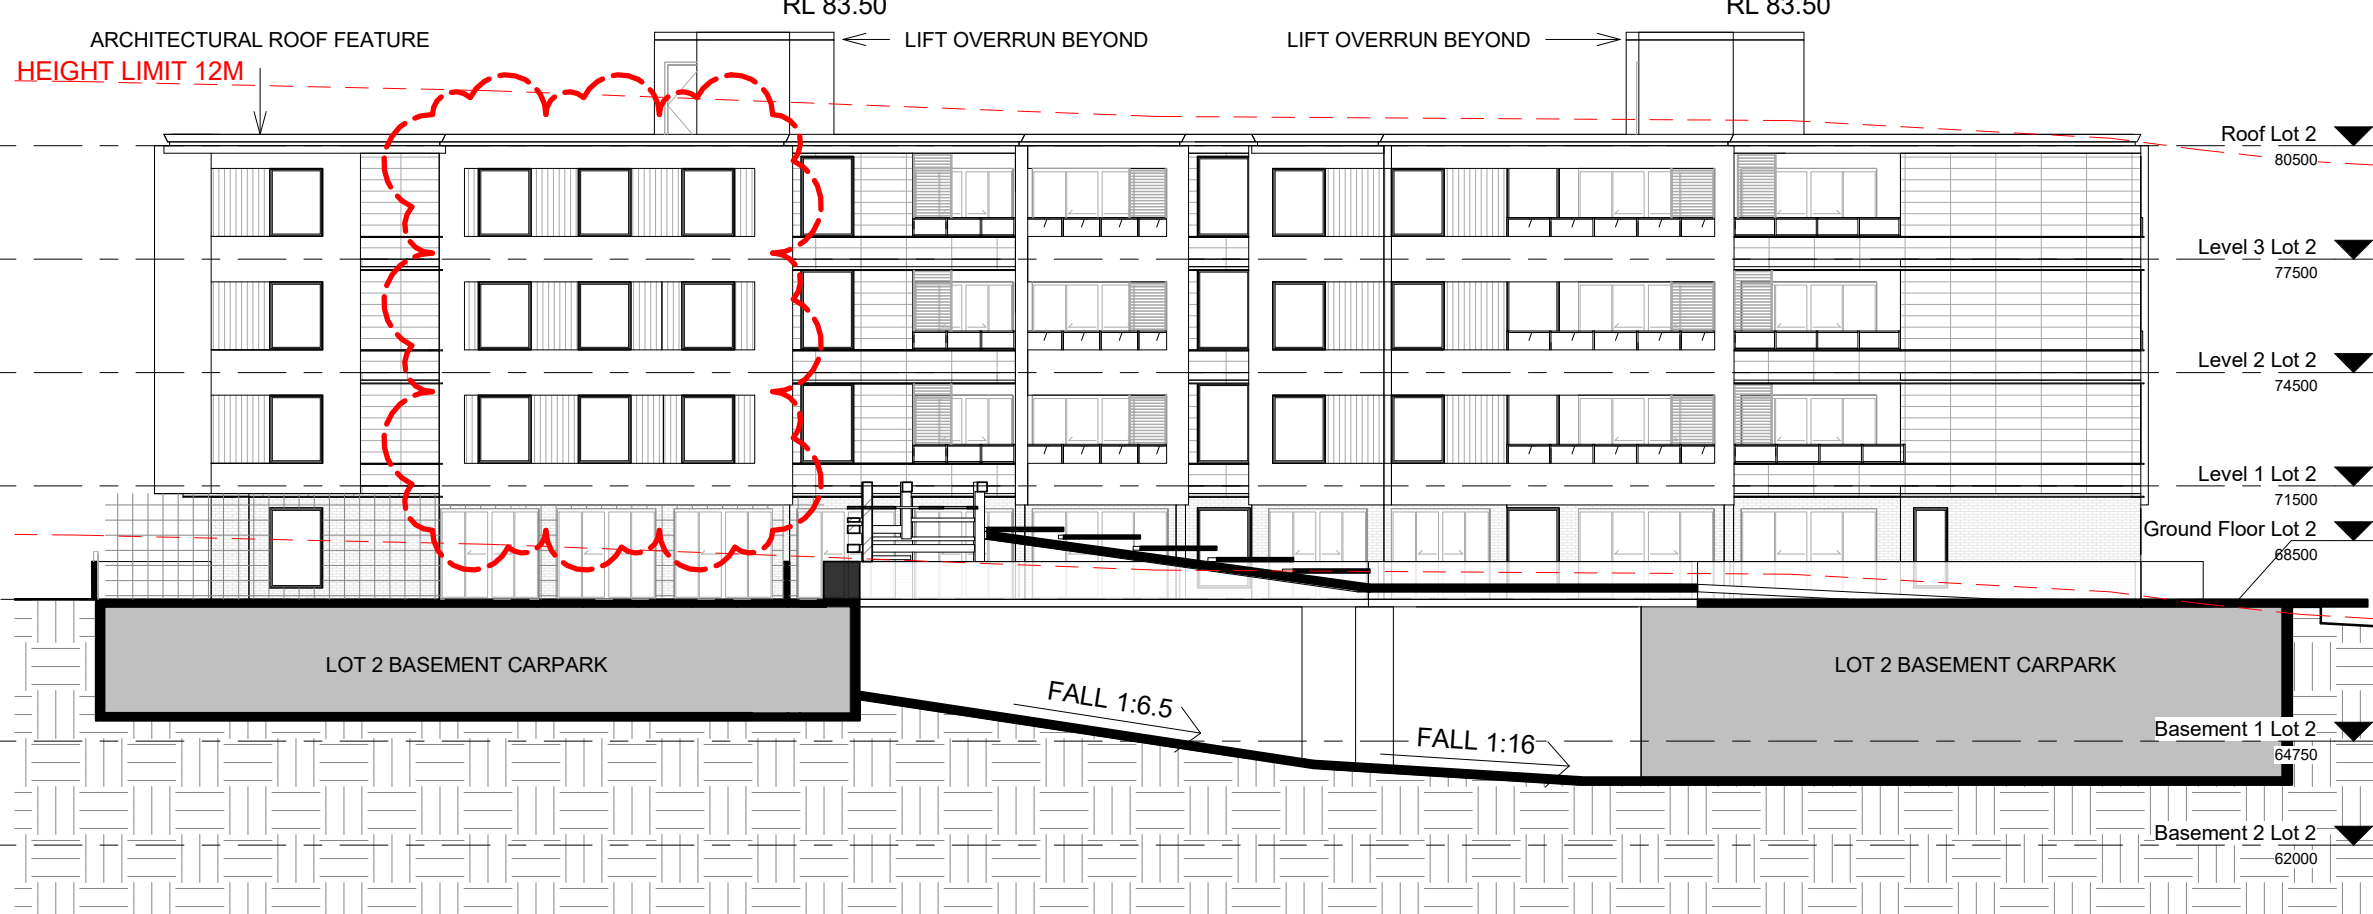 RL 83.50
RL 83.50
ARCHITECTURAL ROOF FEATURE
LIFT OVERRUN BEYOND
LIFT OVERRUN BEYOND
HEIGHT LIMIT 12M
Roof Lot 2
80500
Level 3 Lot 2
77500
Level 2 Lot 2
74500
Level 1 Lot 2
71500
Ground Floor Lot 2
68500
LOT 2 BASEMENT CARPARK
LOT 2 BASEMENT CARPARK
FALL 1:6.5
FALL 1:16
Basement 1 Lot 2
64750
Basement 2 Lot 2
62000